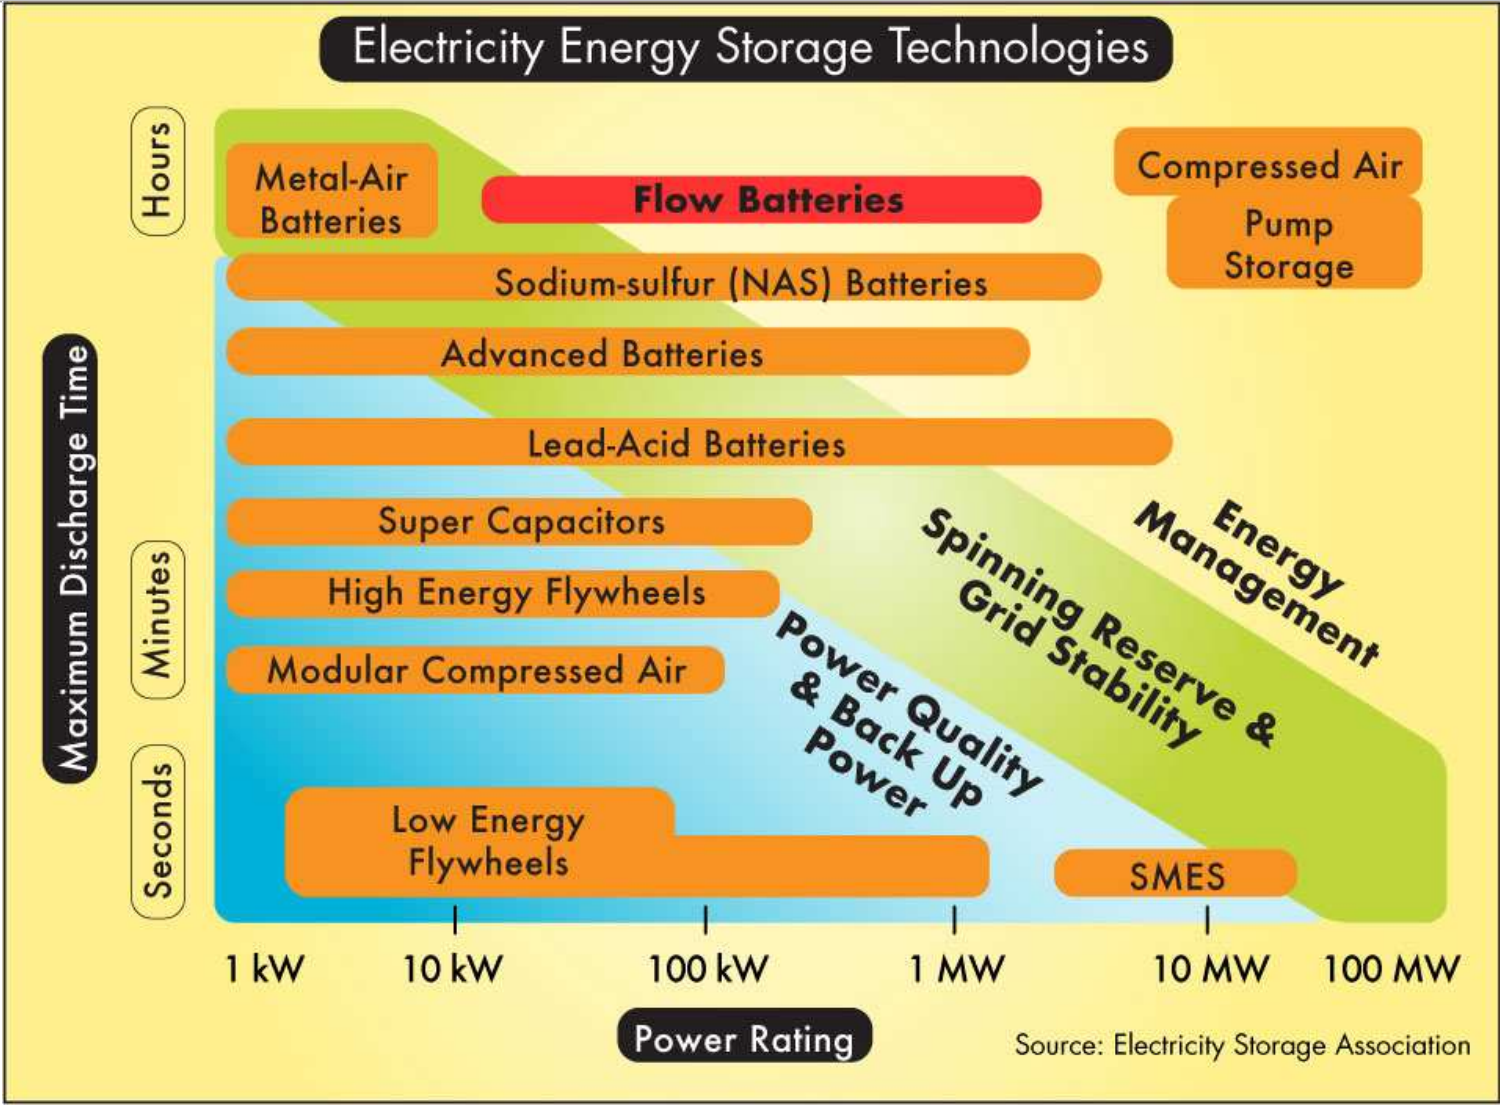 Electricity Energy Storage Technologies
Hours
Minutes
Seconds
Maximum Discharge Time
Metal-Air
Batteries
Flow Batteries
Compressed Air
Pump
Storage
Sodium-sulfur (NAS) Batteries
Advanced Batteries
Lead-Acid Batteries
Super Capacitors
High Energy Flywheels
Modular Compressed Air
Low Energy
Flywheels
SMES
Energy
Management
Spinning Reserve &
Grid Stability
Power Quality
& Back Up
Power
1 kW
10 kW
100 kW
1 MW
10 MW
100 MW
Power Rating
Source: Electricity Storage Association